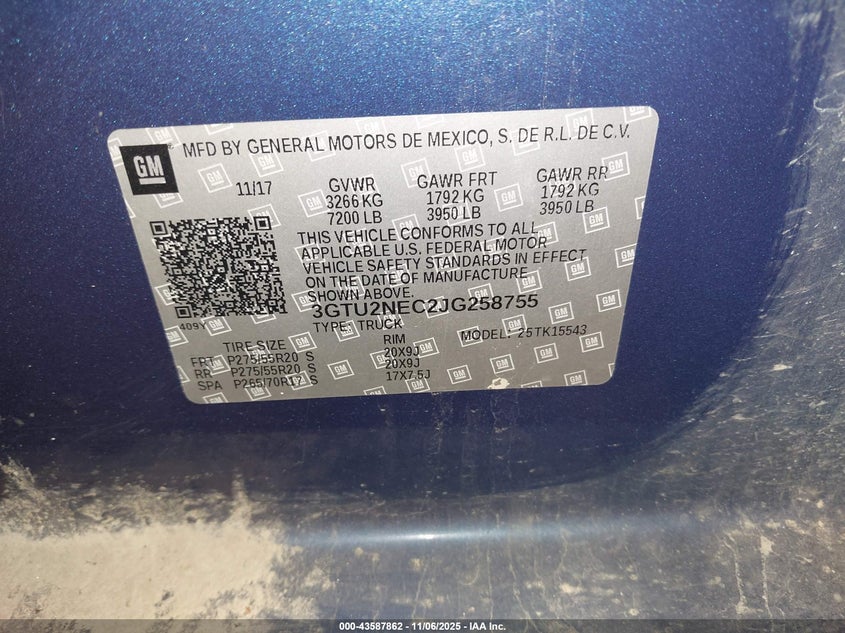 MFD BY GENERAL MOTORS DE MEXICO, S. DE R.L. DE C.V.
GM
11/17 GVWR GAWR FRT GAWR RR
3266 KG 1792 KG 1792 KG
7200 LB 3950 LB 3950 LB
THIS VEHICLE CONFORMS TO ALL
APPLICABLE U.S. FEDERAL MOTOR
VEHICLE SAFETY STANDARDS IN EFFECT
ON THE DATE OF MANUFACTURE
SHOWN ABOVE.
3GTU2NEC2JG258755
409Y TYPE: TRUCK MODEL: 25TK15543
TIRE SIZE RIM
FRT P275/55R20 S 20X9J
RR P275/55R20 S 20X9J
SPA P265/70R17 S 17X7.5J
000-43587862 - 11/06/2025 - IAA Inc.